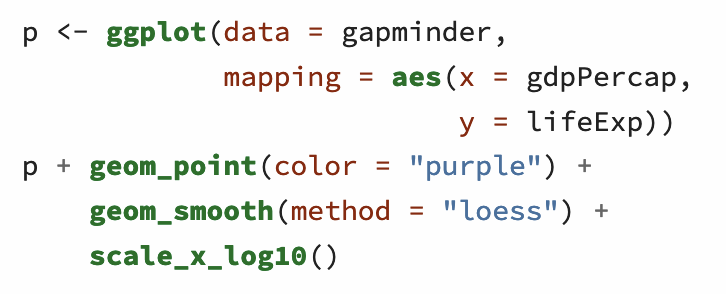 p <- ggplot(data = gapminder,
            mapping = aes(x = gdpPercap,
                          y = lifeExp))
p + geom_point(color = "purple") +
    geom_smooth(method = "loess") +
    scale_x_log10()